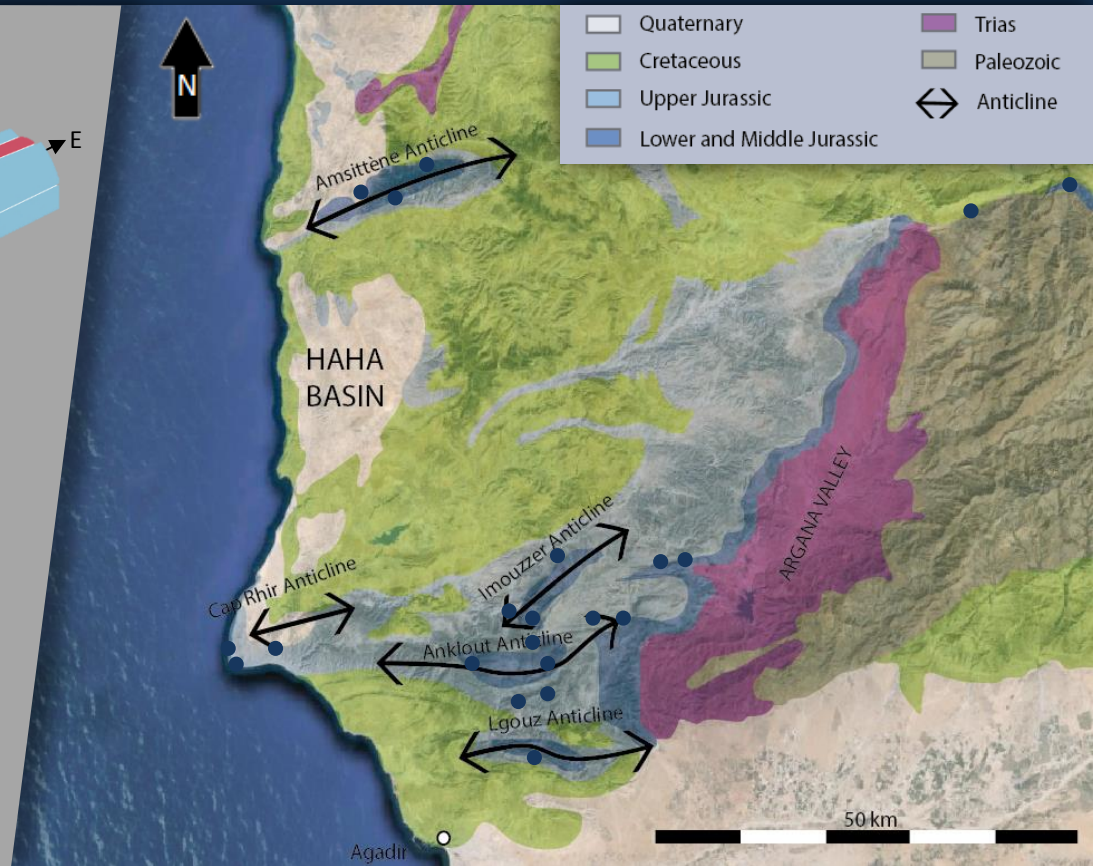 Quaternary
Cretaceous
Upper Jurassic
Lower and Middle Jurassic
Trias
Paleozoic
Anticline
N
E
Amsittène Anticline
HAHA
BASIN
ARGANA VALLEY
Imouzzer Anticline
Cap Rhir Anticline
Anklout Anticline
Lgouz Anticline
50 km
Agadir